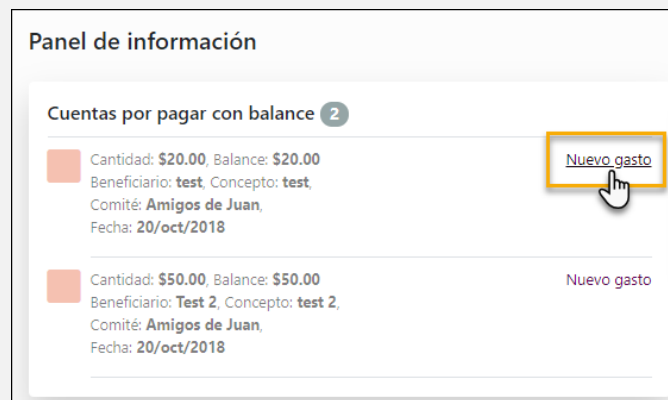 Panel de información
Cuentas por pagar con balance 2
Cantidad: $20.00, Balance: $20.00
Nuevo gasto
Beneficiario: test, Concepto: test,
Comité: Amigos de Juan,
Fecha: 20/oct/2018
Cantidad: $50.00, Balance: $50.00
Nuevo gasto
Beneficiario: Test 2, Concepto: test 2,
Comité: Amigos de Juan,
Fecha: 20/oct/2018